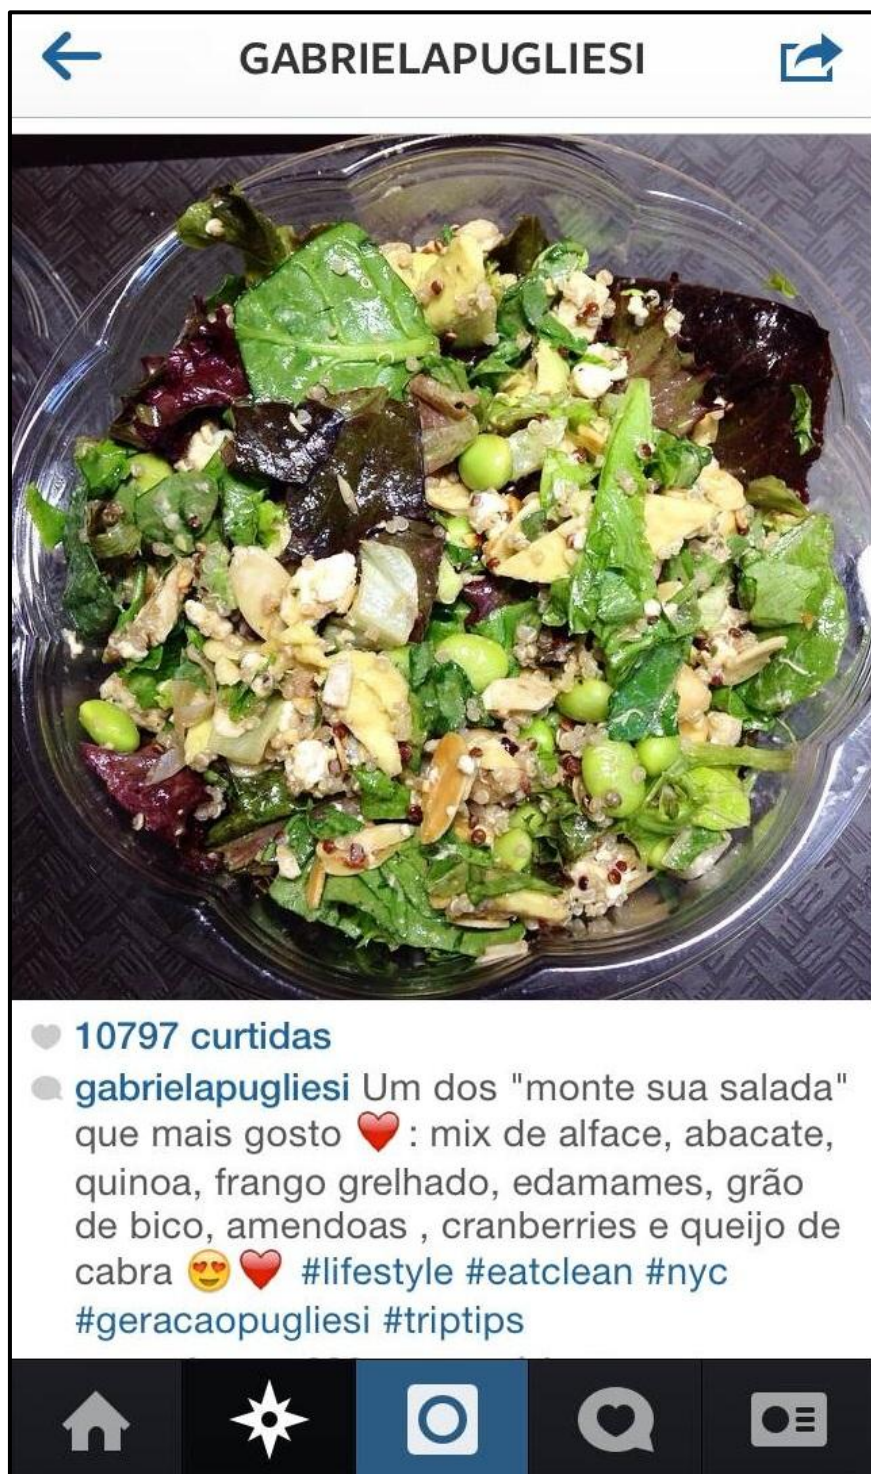 GABRIELAPUGLIESI
10797 curtidas
gabrielapugliesi Um dos "monte sua salada"
que mais gosto ❤️ : mix de alface, abacate,
quinoa, frango grelhado, edamames, grão
de bico, amendoas , cranberries e queijo de
cabra 😍❤️ #lifestyle #eatclean #nyc
#geracaopugliesi #triptips